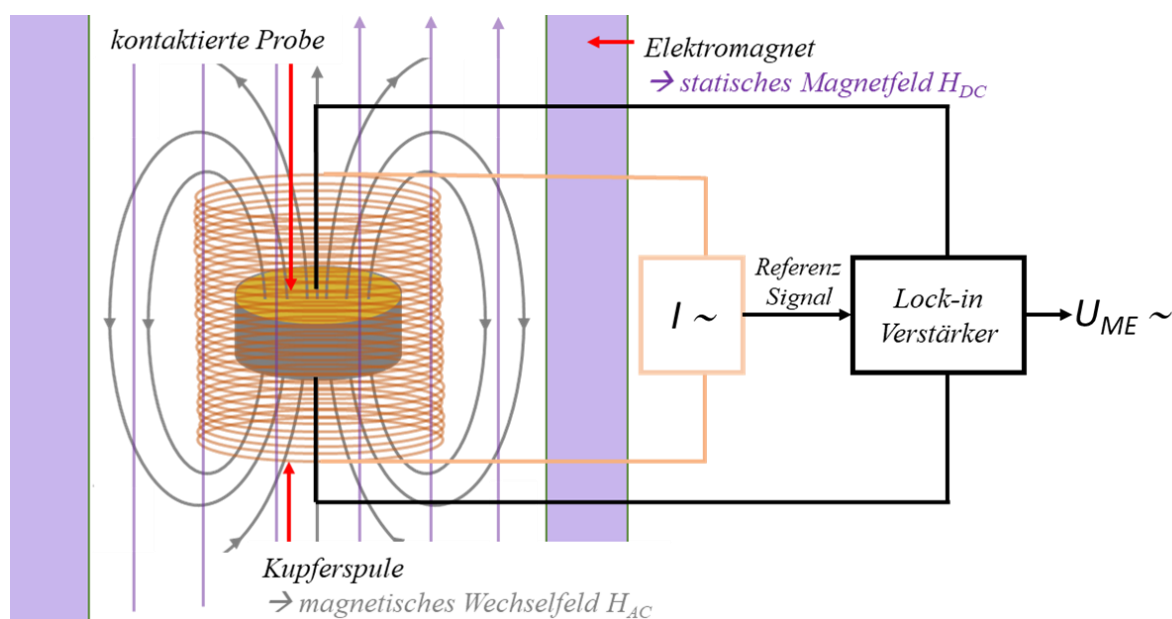 kontaktierte Probe
Elektromagnet
→ statisches Magnetfeld H_DC
I ~
Referenz
Signal
Lock-in
Verstärker
U_ME ~
Kupferspule
→ magnetisches Wechselfeld H_AC